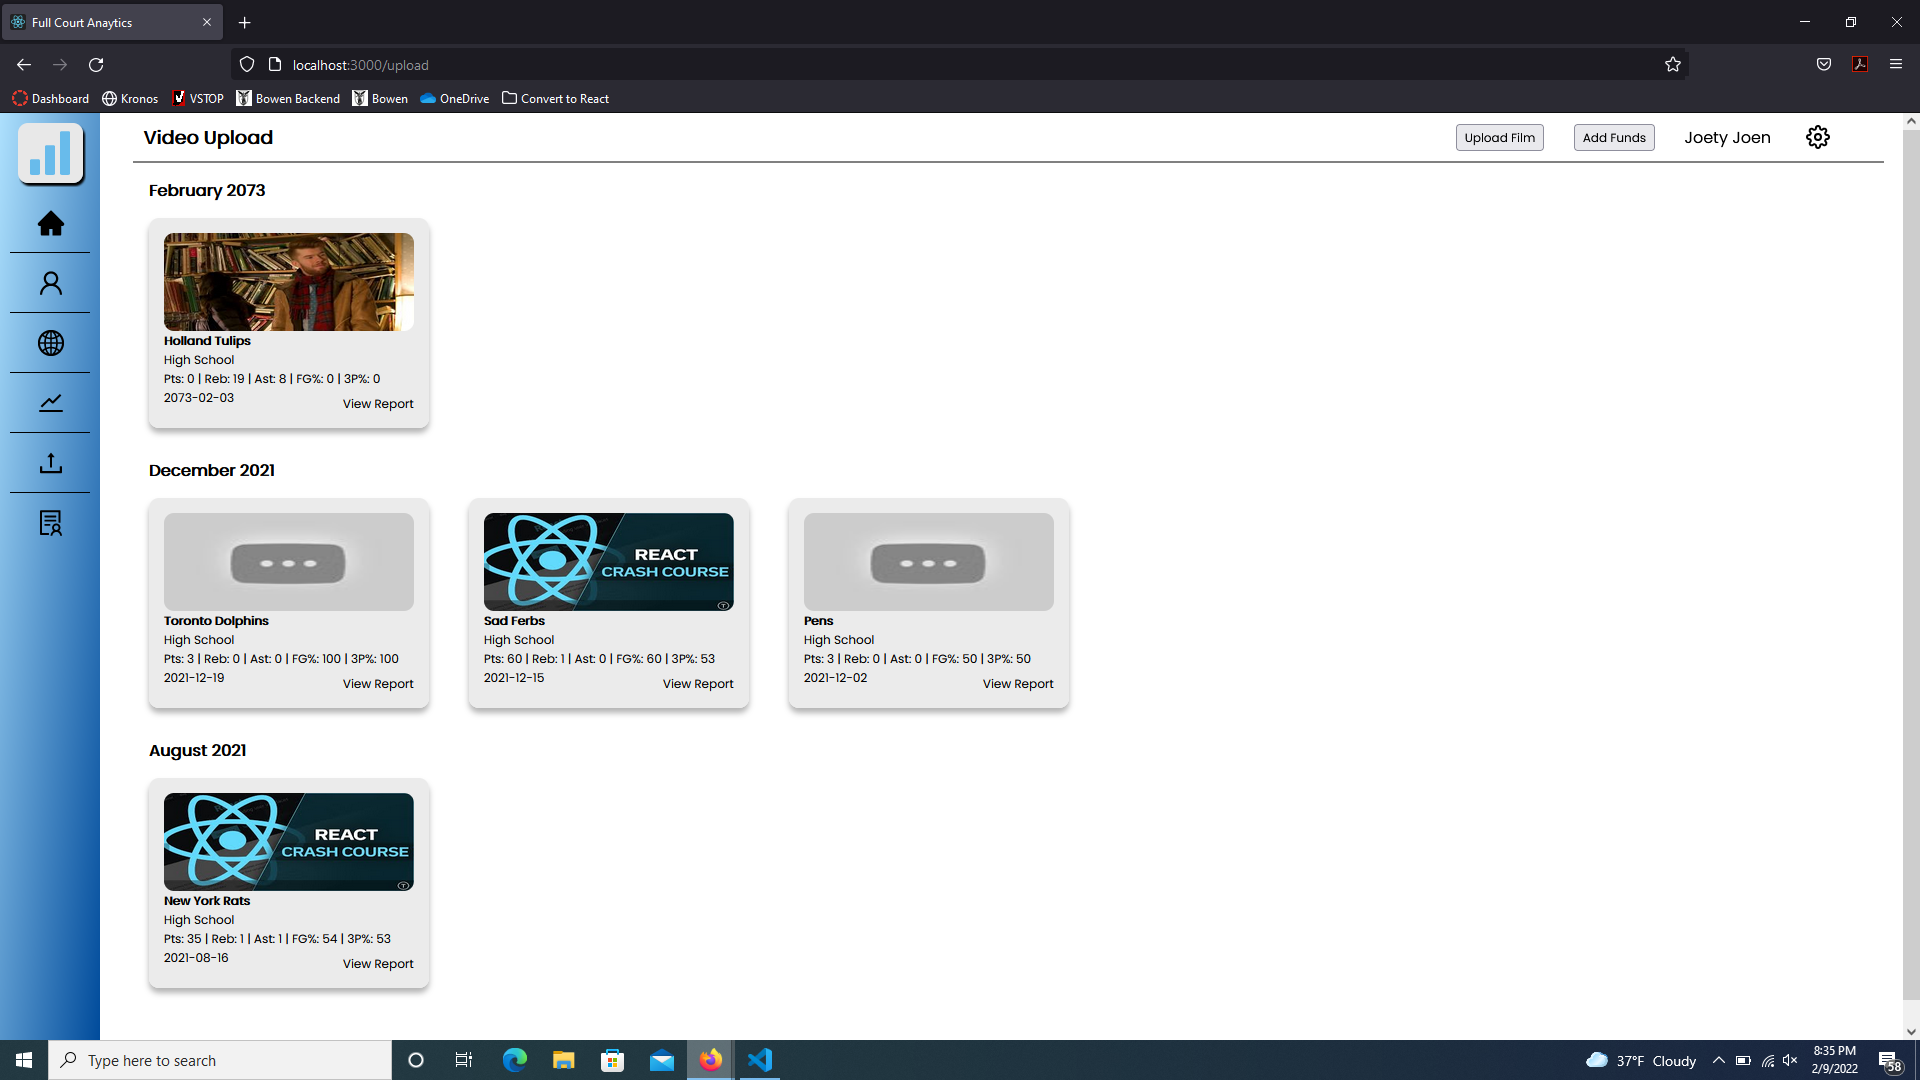 Full Court Anaytics
localhost:3000/upload
Dashboard Kronos VSTOP Bowen Backend Bowen OneDrive Convert to React
Video Upload Upload Film Add Funds Joety Joen
February 2073
Holland Tulips
High School
Pts: 0 | Reb: 19 | Ast: 8 | FG%: 0 | 3P%: 0
2073-02-03
View Report
December 2021
Toronto Dolphins
High School
Pts: 3 | Reb: 0 | Ast: 0 | FG%: 100 | 3P%: 100
2021-12-19
View Report
REACT
CRASH COURSE
Sad Ferbs
High School
Pts: 60 | Reb: 1 | Ast: 0 | FG%: 60 | 3P%: 53
2021-12-15
View Report
Pens
High School
Pts: 3 | Reb: 0 | Ast: 0 | FG%: 50 | 3P%: 50
2021-12-02
View Report
August 2021
REACT
CRASH COURSE
New York Rats
High School
Pts: 35 | Reb: 1 | Ast: 1 | FG%: 54 | 3P%: 53
2021-08-16
View Report
Type here to search
37°F Cloudy
8:35 PM
2/9/2022
58